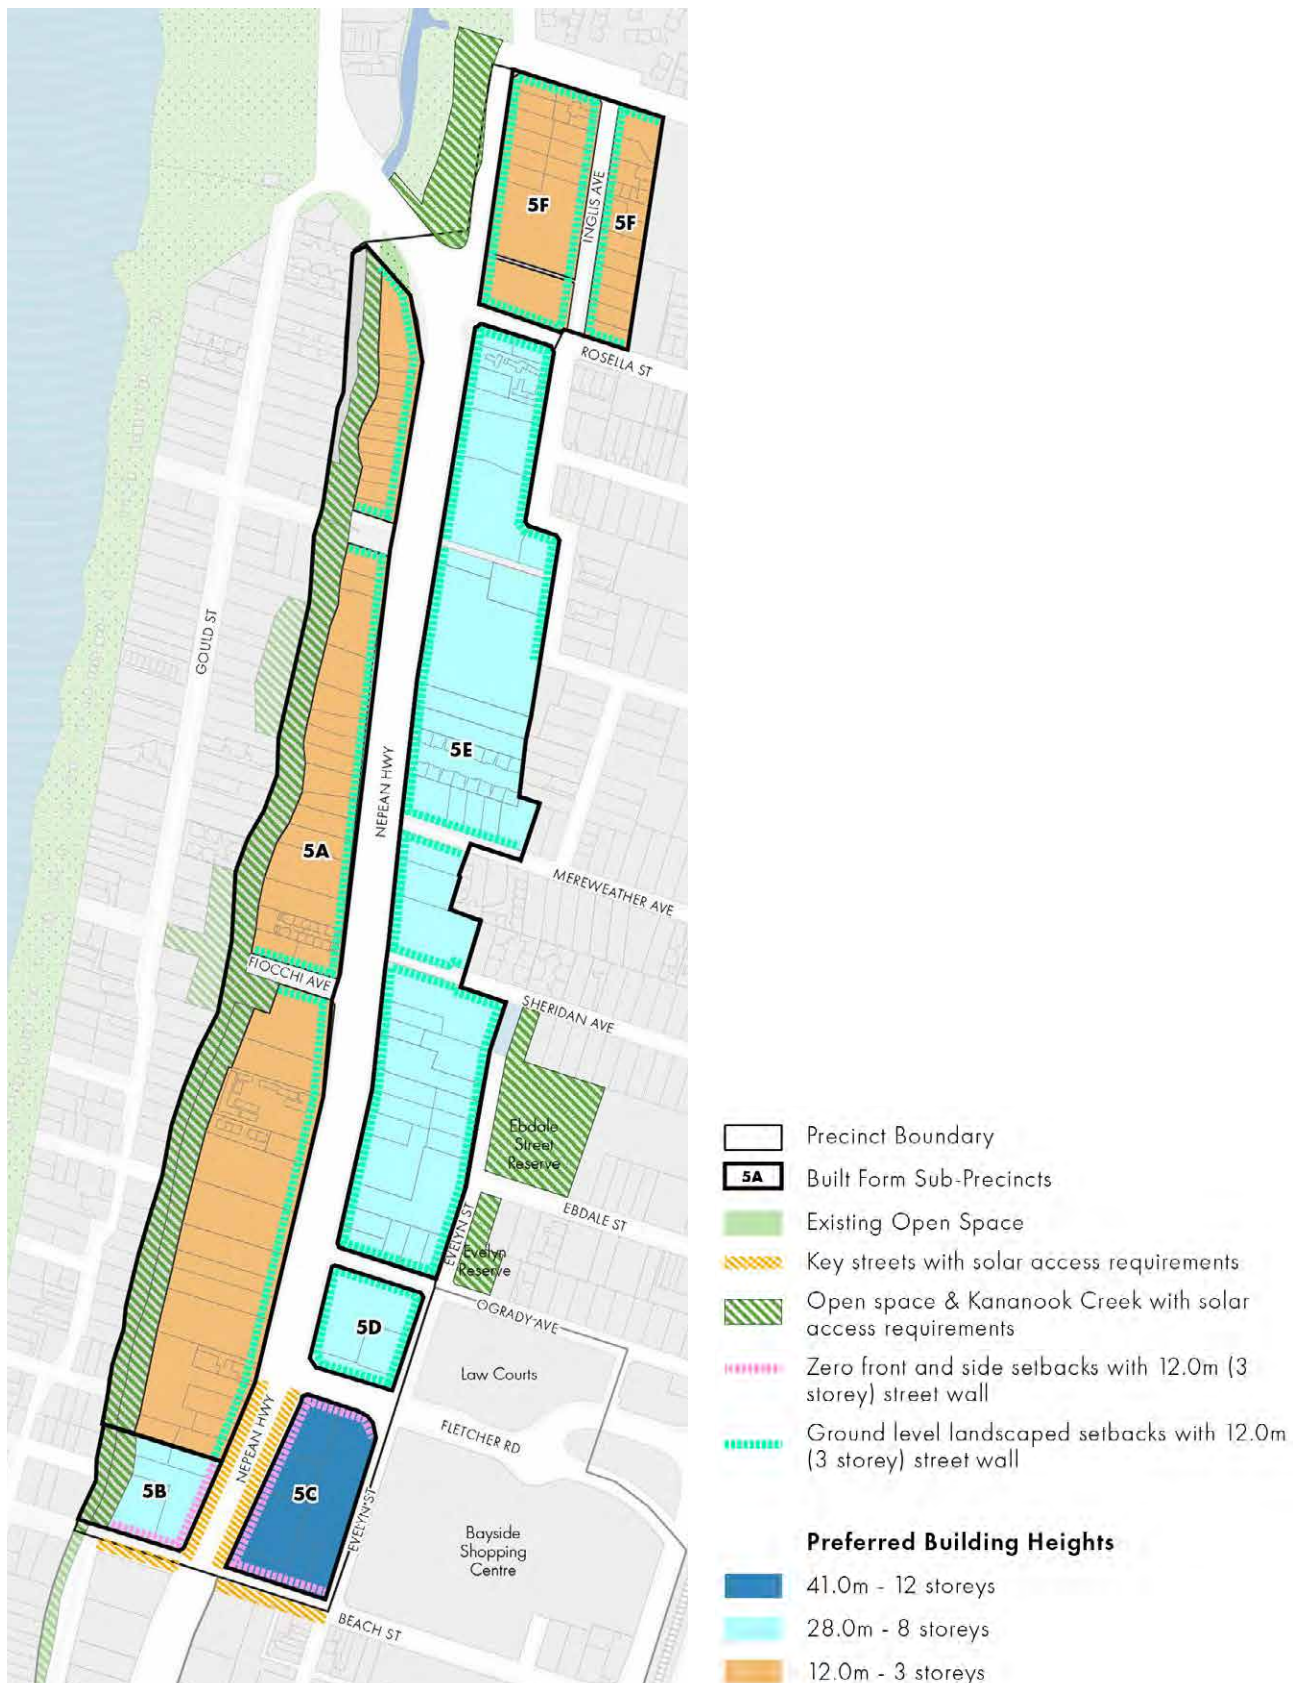 5F
5F
INGLIS AVE
ROSELLA ST
GOULD ST
NEPEAN HWY
5E
5A
MEREWEATHER AVE
FIOCCHI AVE
SHERIDAN AVE
Ebdale
Street
Reserve
EBDALE ST
EVELYN ST
Evelyn
Reserve
OGRADY AVE
5D
Law Courts
NEPEAN HWY
FLETCHER RD
5B
5C
EVELYN ST
Bayside
Shopping
Centre
BEACH ST
Precinct Boundary
5A
Built Form Sub-Precincts
Existing Open Space
Key streets with solar access requirements
Open space & Kananook Creek with solar
access requirements
Zero front and side setbacks with 12.0m (3
storey) street wall
Ground level landscaped setbacks with 12.0m
(3 storey) street wall
Preferred Building Heights
41.0m - 12 storeys
28.0m - 8 storeys
12.0m - 3 storeys